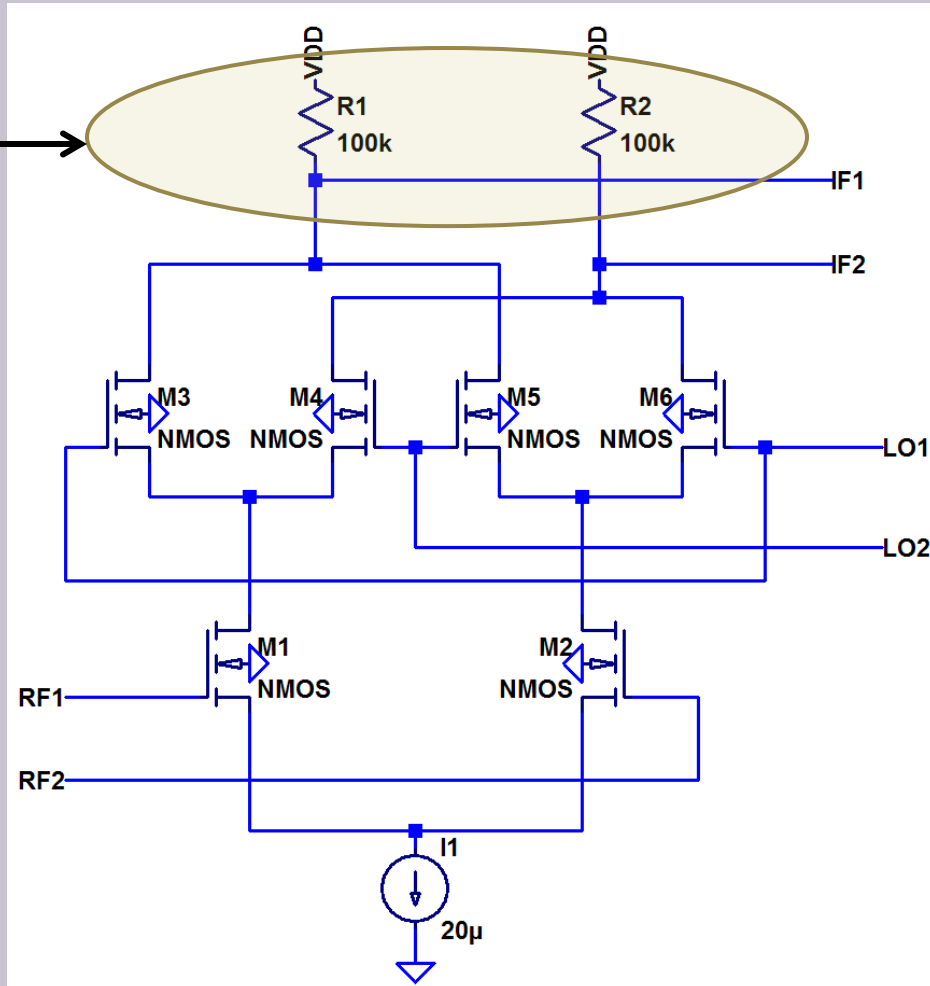 VDD
VDD
R1
100k
R2
100k
IF1
IF2
M3
NMOS
M4
NMOS
M5
NMOS
M6
NMOS
LO1
LO2
M1
NMOS
M2
NMOS
RF1
RF2
I1
20µ